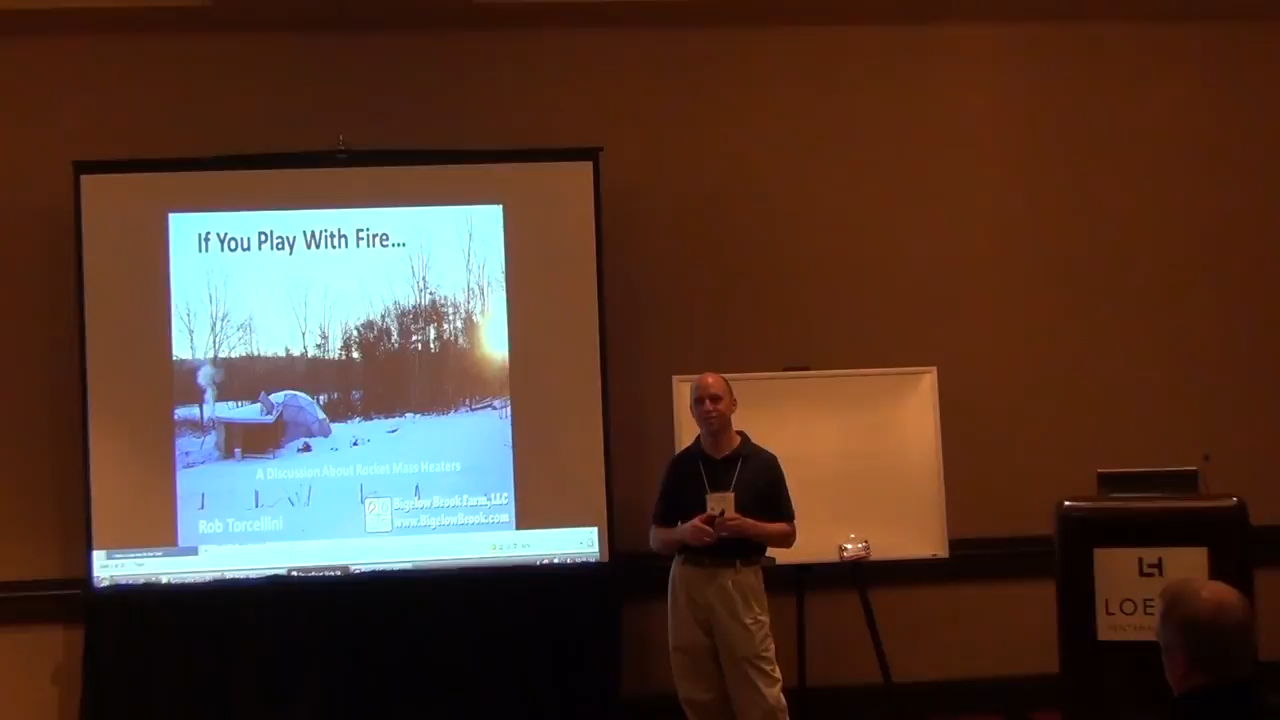 If You Play With Fire...
A Discussion About Rocket Mass Heaters
Bigelow Brook Farm, LLC
www.BigelowBrook.com
Rob Torcellini
LOE